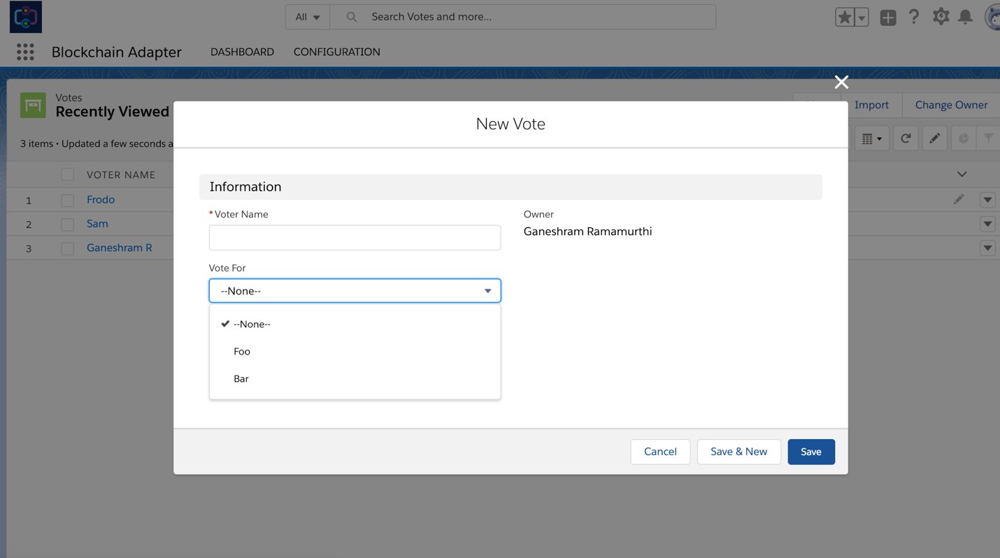 All
Search Votes and more...
Blockchain Adapter
DASHBOARD
CONFIGURATION
Votes
Recently Viewed
Import
Change Owner
3 items • Updated a few seconds a
VOTER NAME
1 Frodo
2 Sam
3 Ganeshram R
New Vote
Information
*Voter Name
Owner
Ganeshram Ramamurthi
Vote For
--None--
--None--
Foo
Bar
Cancel
Save & New
Save